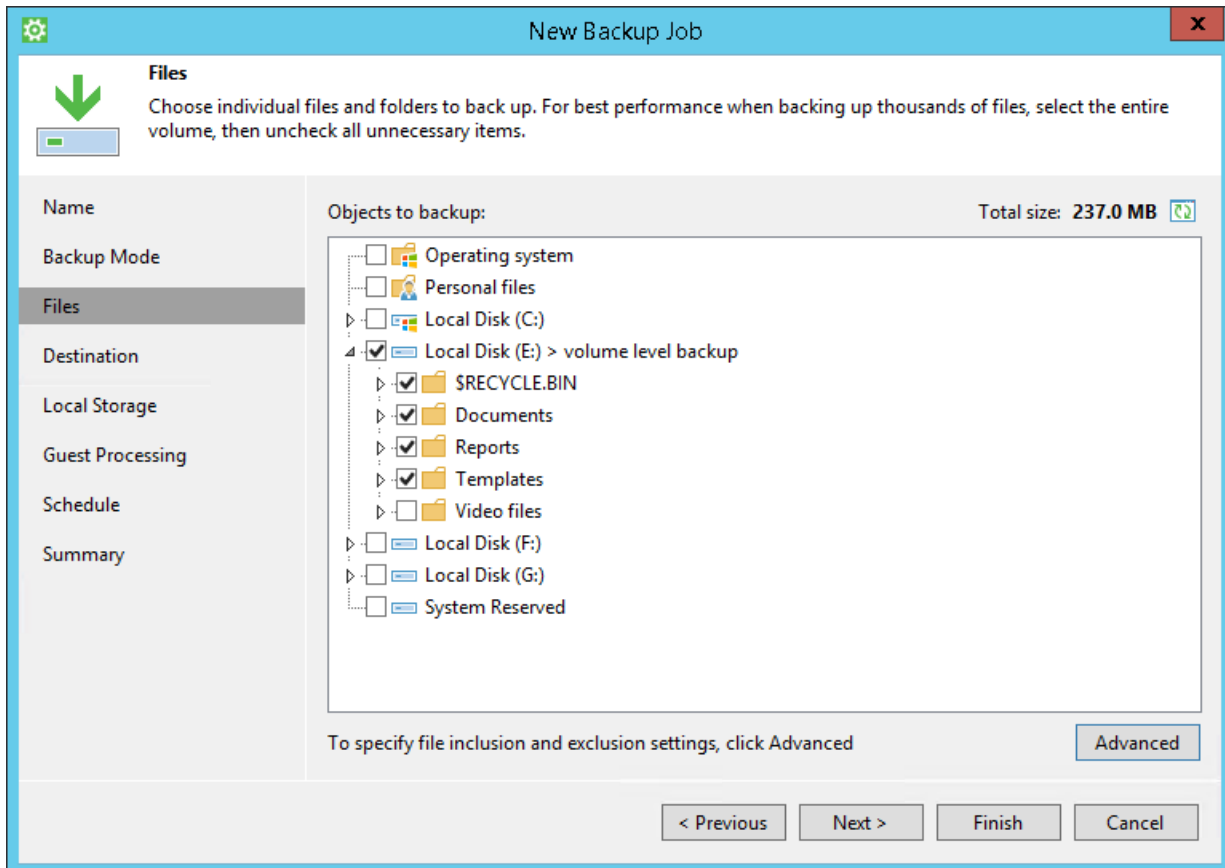 New Backup Job
x
Files
Choose individual files and folders to back up. For best performance when backing up thousands of files, select the entire
volume, then uncheck all unnecessary items.
Name
Backup Mode
Files
Destination
Local Storage
Guest Processing
Schedule
Summary
Objects to backup:
Total size: 237.0 MB
Operating system
Personal files
Local Disk (C:)
Local Disk (E:) > volume level backup
$RECYCLE.BIN
Documents
Reports
Templates
Video files
Local Disk (F:)
Local Disk (G:)
System Reserved
To specify file inclusion and exclusion settings, click Advanced
Advanced
< Previous
Next >
Finish
Cancel